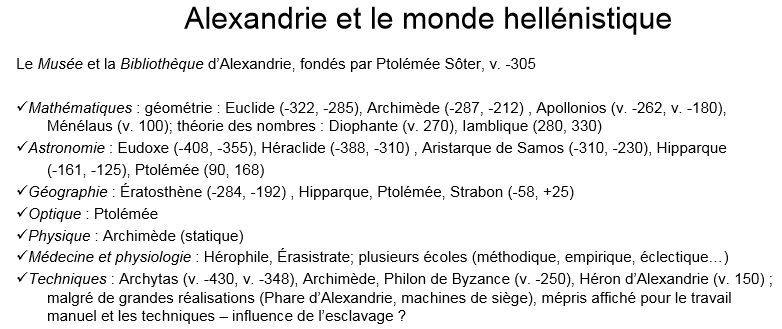 Alexandrie et le monde hellénistique
Le Musée et la Bibliothèque d'Alexandrie, fondés par Ptolémée Sôter, v. -305
✓Mathématiques : géométrie : Euclide (-322, -285), Archimède (-287, -212) , Apollonios (v. -262, v. -180),
Ménélaus (v. 100); théorie des nombres : Diophante (v. 270), Iamblique (280, 330)
✓Astronomie : Eudoxe (-408, -355), Héraclide (-388, -310) , Aristarque de Samos (-310, -230), Hipparque
(-161, -125), Ptolémée (90, 168)
✓Géographie : Ératosthène (-284, -192) , Hipparque, Ptolémée, Strabon (-58, +25)
✓Optique : Ptolémée
✓Physique : Archimède (statique)
✓Médecine et physiologie : Hérophile, Érasistrate; plusieurs écoles (méthodique, empirique, éclectique…)
✓Techniques : Archytas (v. -430, v. -348), Archimède, Philon de Byzance (v. -250), Héron d'Alexandrie (v. 150) ;
malgré de grandes réalisations (Phare d'Alexandrie, machines de siège), mépris affiché pour le travail
manuel et les techniques – influence de l'esclavage ?